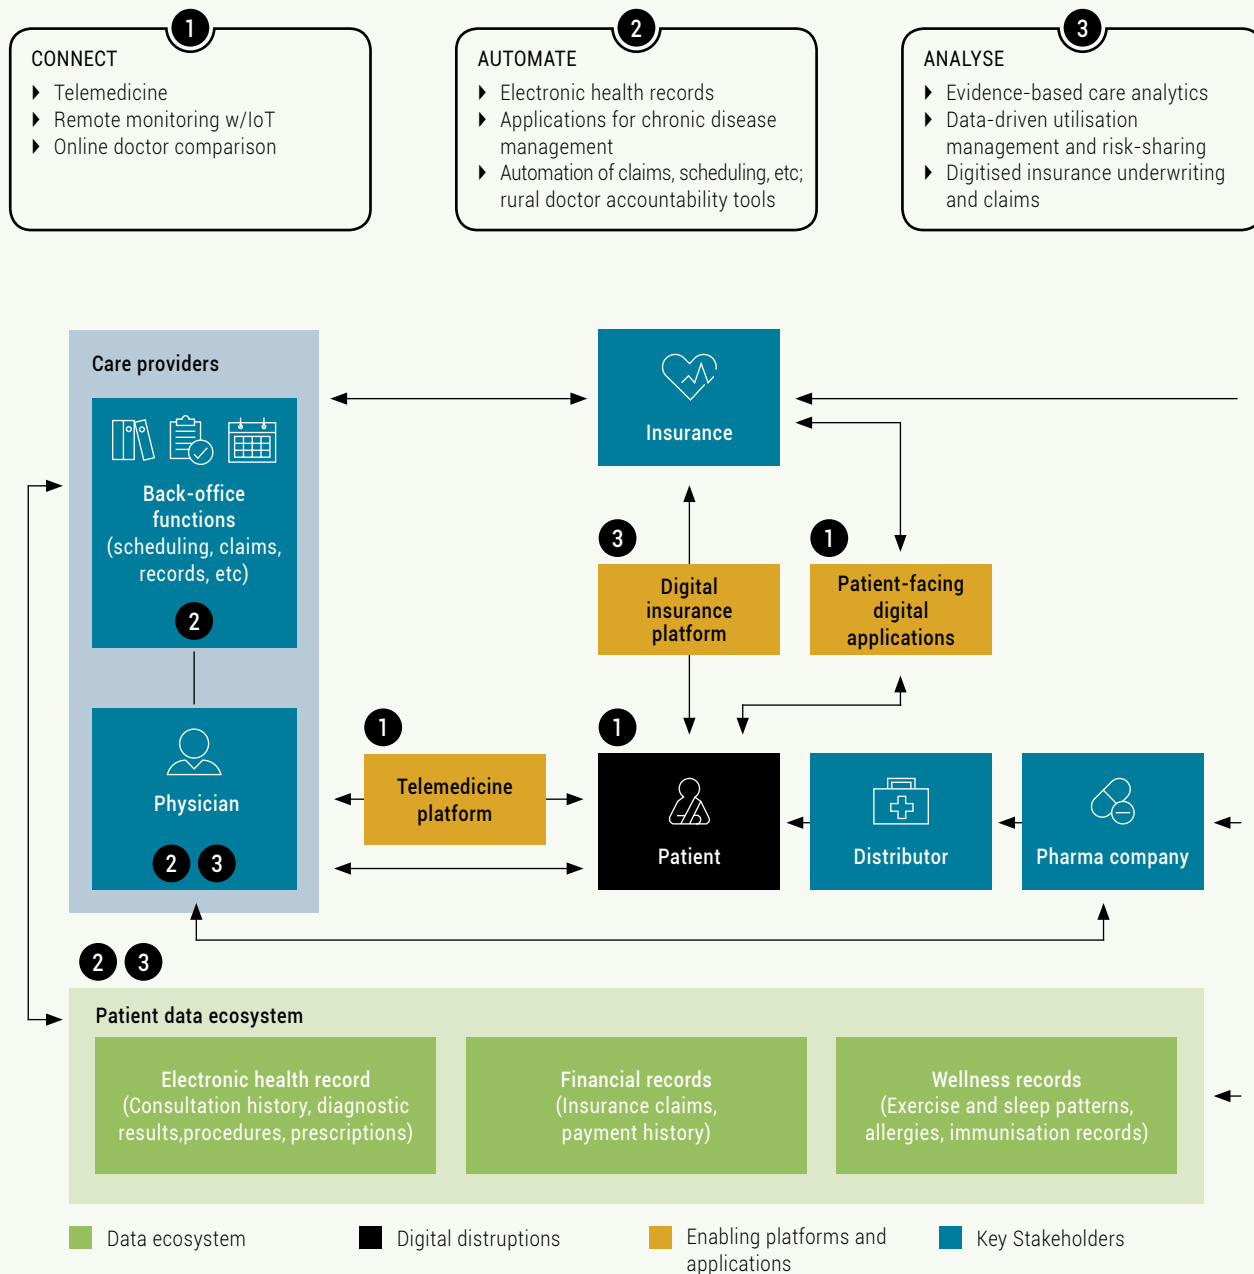 1
CONNECT
Telemedicine
Remote monitoring w/IoT
Online doctor comparison
2
AUTOMATE
Electronic health records
Applications for chronic disease
management
Automation of claims, scheduling, etc;
rural doctor accountability tools
3
ANALYSE
Evidence-based care analytics
Data-driven utilisation
management and risk-sharing
Digitised insurance underwriting
and claims
Care providers
Back-office
functions
(scheduling, claims,
records, etc)
2
Physician
2 3
Insurance
3
Digital
insurance
platform
1
Patient-facing
digital
applications
1
Telemedicine
platform
1
Patient
Distributor
Pharma company
2 3
Patient data ecosystem
Electronic health record
(Consultation history, diagnostic
results,procedures, prescriptions)
Financial records
(Insurance claims,
payment history)
Wellness records
(Exercise and sleep patterns,
allergies, immunisation records)
Data ecosystem
Digital distruptions
Enabling platforms and
applications
Key Stakeholders